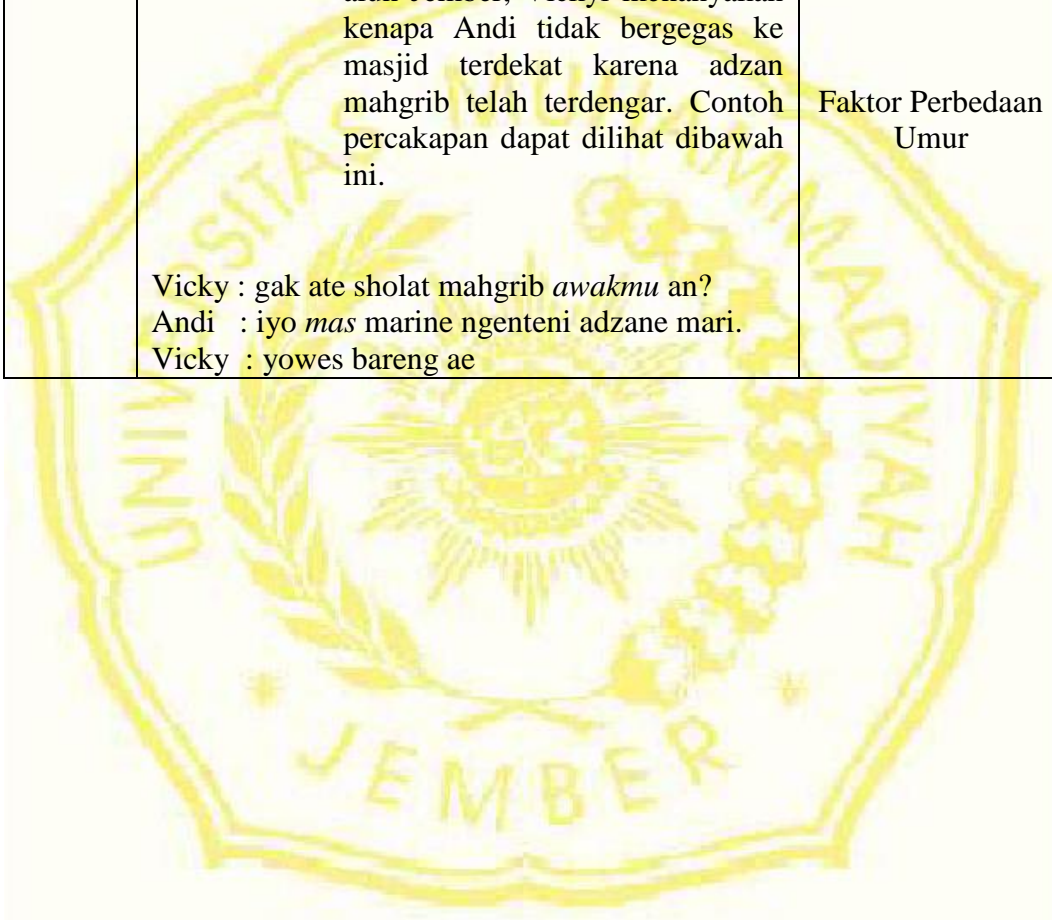 kenapa Andi tidak bergegas ke
masjid terdekat karena adzan
mahgrib telah terdengar. Contoh
percakapan dapat dilihat dibawah
ini.
Faktor Perbedaan
Umur
Vicky : gak ate sholat mahgrib awakmu an?
Andi : iyo mas marine ngenteni adzane mari.
Vicky : yowes bareng ae
UNIVERSITAS MUHAMMADIYAH
JEMBER